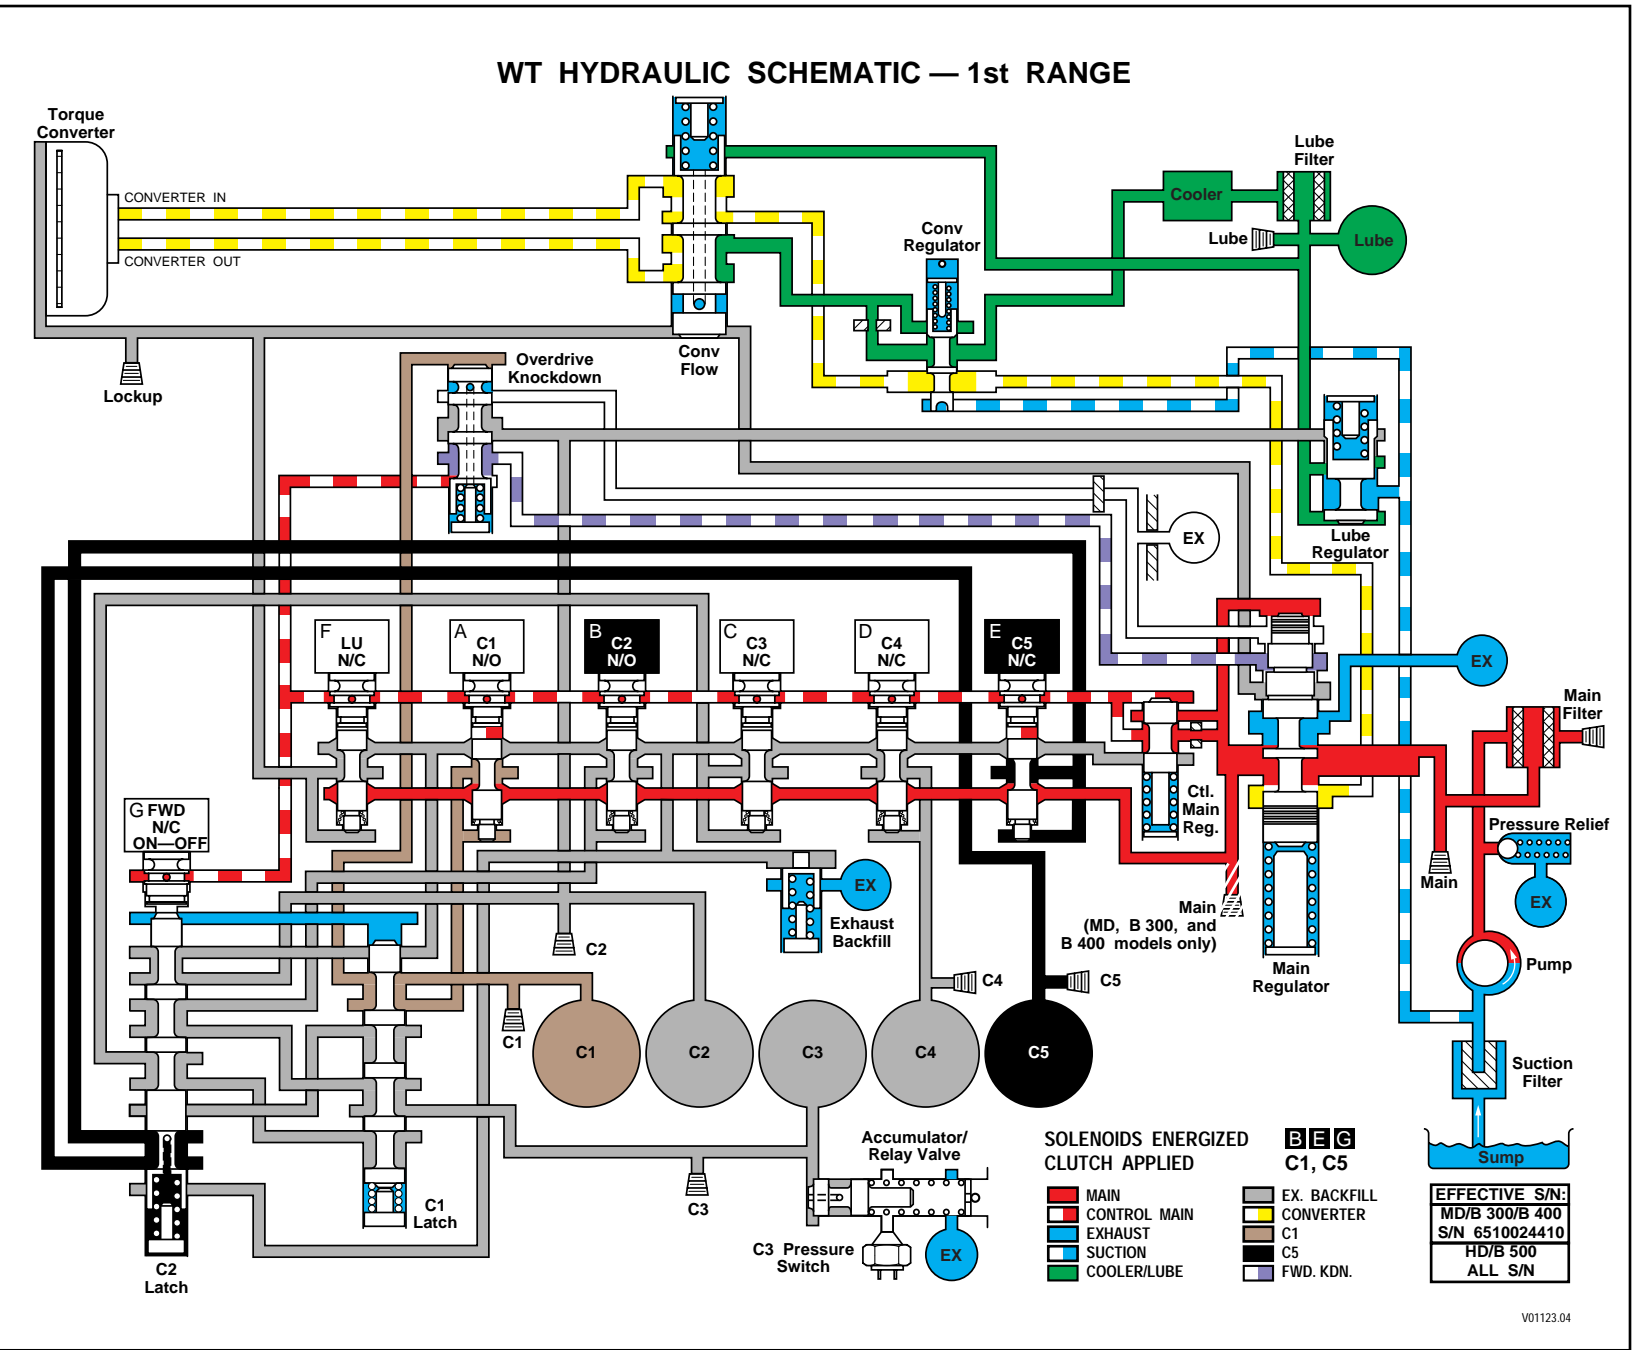 WT HYDRAULIC SCHEMATIC — 1st RANGE
Torque
Converter
CONVERTER IN
CONVERTER OUT
Lockup
Conv
Flow
Overdrive
Knockdown
Conv
Regulator
Cooler
Lube
Filter
Lube
Lube
Lube
Regulator
EX
F
LU
N/C
A
C1
N/O
B
C2
N/O
C
C3
N/C
D
C4
N/C
E
C5
N/C
G FWD
N/C
ON—OFF
Ctl.
Main
Reg.
EX
Main
Filter
Pressure Relief
EX
Main
Main
(MD, B 300, and
B 400 models only)
Main
Regulator
Pump
EX
Exhaust
Backfill
C2
C4
C5
C1
C1
C2
C3
C4
C5
Suction
Filter
Sump
C1
Latch
C2
Latch
C3
Accumulator/
Relay Valve
C3 Pressure
Switch
EX
SOLENOIDS ENERGIZED B E G
CLUTCH APPLIED C1, C5
MAIN
CONTROL MAIN
EXHAUST
SUCTION
COOLER/LUBE
EX. BACKFILL
CONVERTER
C1
C5
FWD. KDN.
EFFECTIVE S/N:
MD/B 300/B 400
S/N 6510024410
HD/B 500
ALL S/N
V01123.04